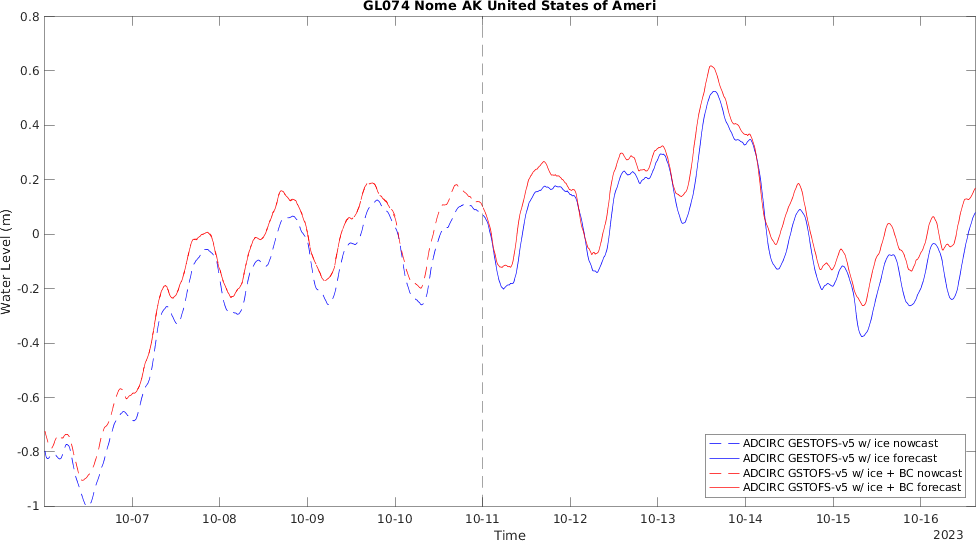 GL074 Nome AK United States of Ameri
0.8
0.6
0.4
0.2
0
-0.2
-0.4
-0.6
-0.8
-1
Water Level (m)
10-07 10-08 10-09 10-10 10-11 10-12 10-13 10-14 10-15 10-16
Time
2023
ADCIRC GESTOFS-v5 w/ ice nowcast
ADCIRC GESTOFS-v5 w/ ice forecast
ADCIRC GSTOFS-v5 w/ ice + BC nowcast
ADCIRC GSTOFS-v5 w/ ice + BC forecast